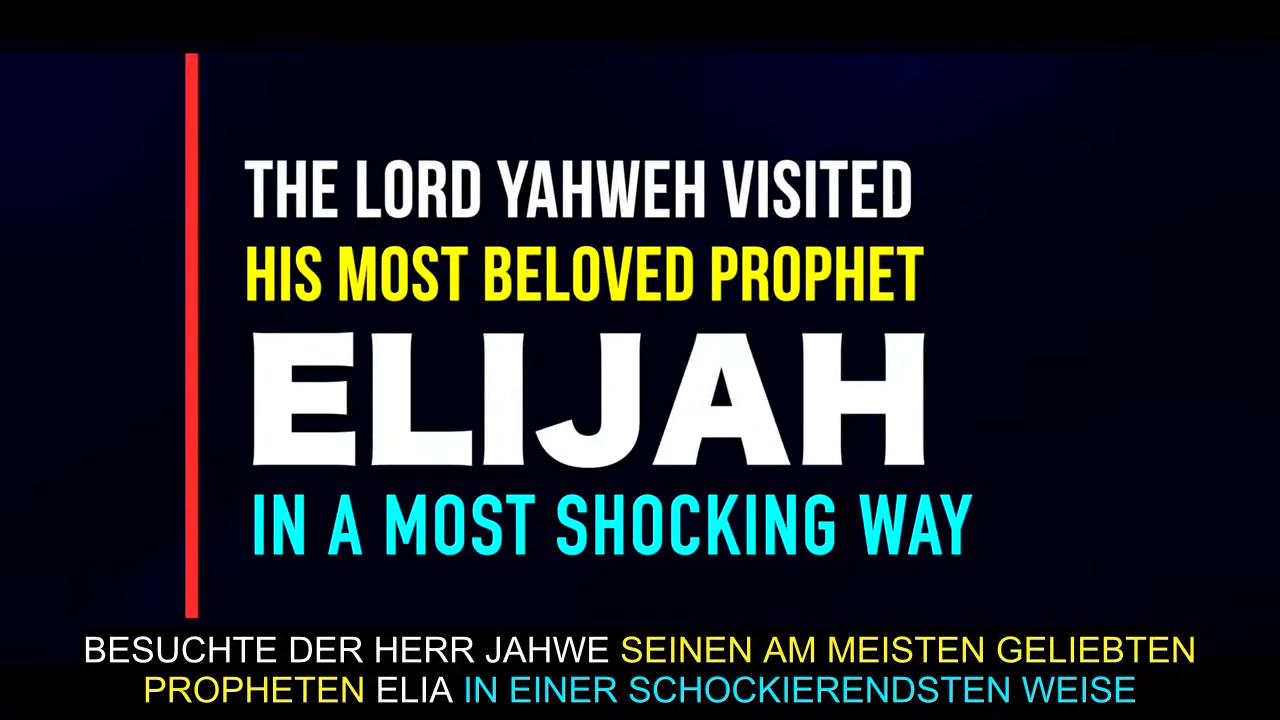 THE LORD YAHWEH VISITED
HIS MOST BELOVED PROPHET
ELIJAH
IN A MOST SHOCKING WAY
BESUCHTE DER HERR JAHWE SEINEN AM MEISTEN GELIEBTEN
PROPHETEN ELIA IN EINER SCHOCKIERENDSTEN WEISE